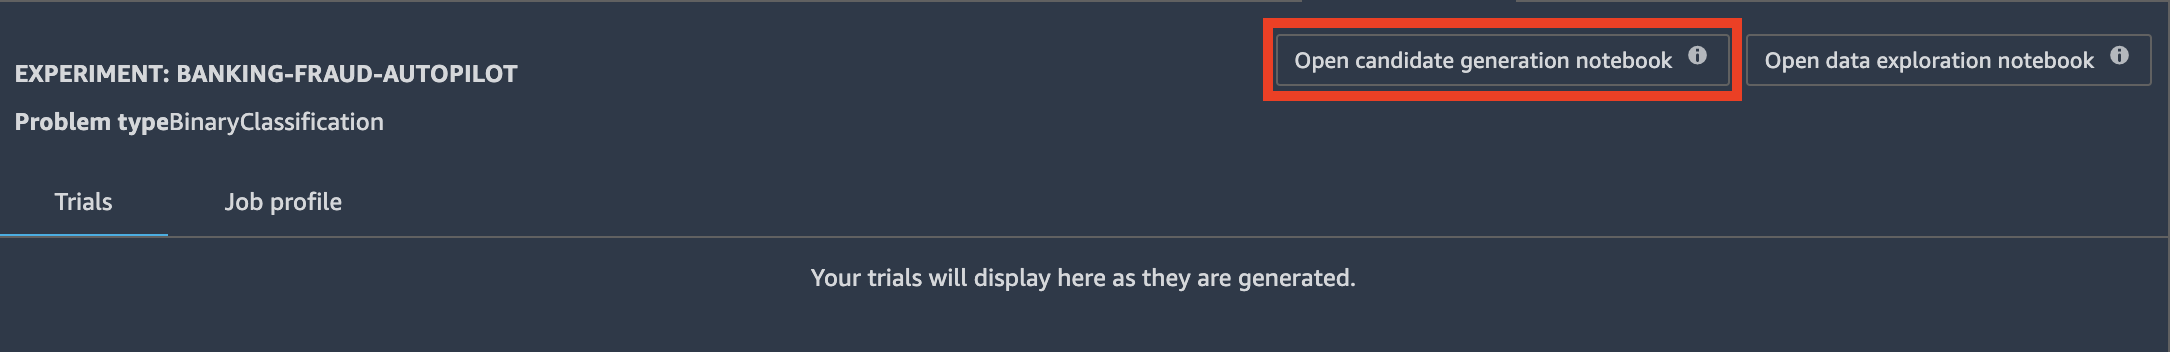 Open candidate generation notebook
Open data exploration notebook
EXPERIMENT: BANKING-FRAUD-AUTOPILOT
Problem typeBinaryClassification
Trials
Job profile
Your trials will display here as they are generated.